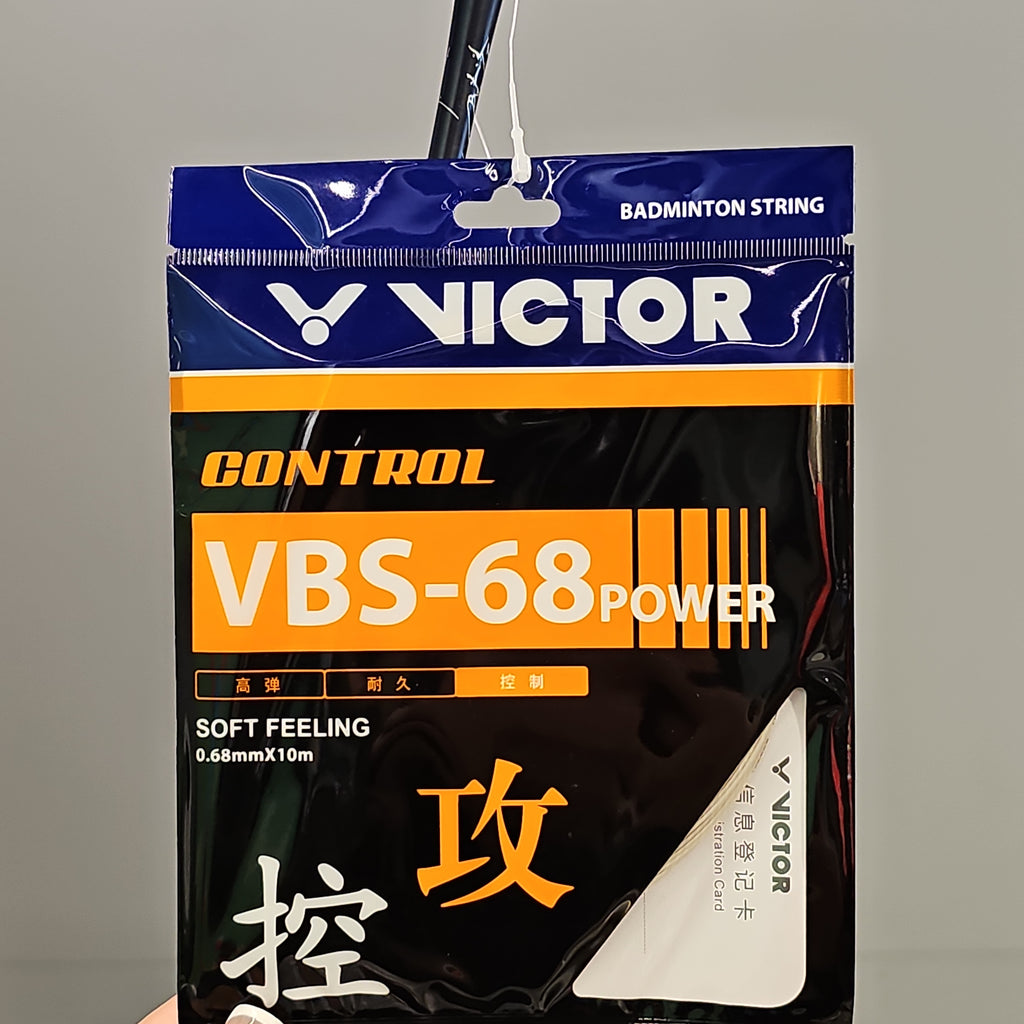 BADMINTON STRING
VICTOR
CONTROL
VBS-68POWER
高弹 耐久 控制
SOFT FEELING
0.68mmX10m
攻
控
VICTOR
信息登记卡
istration Card